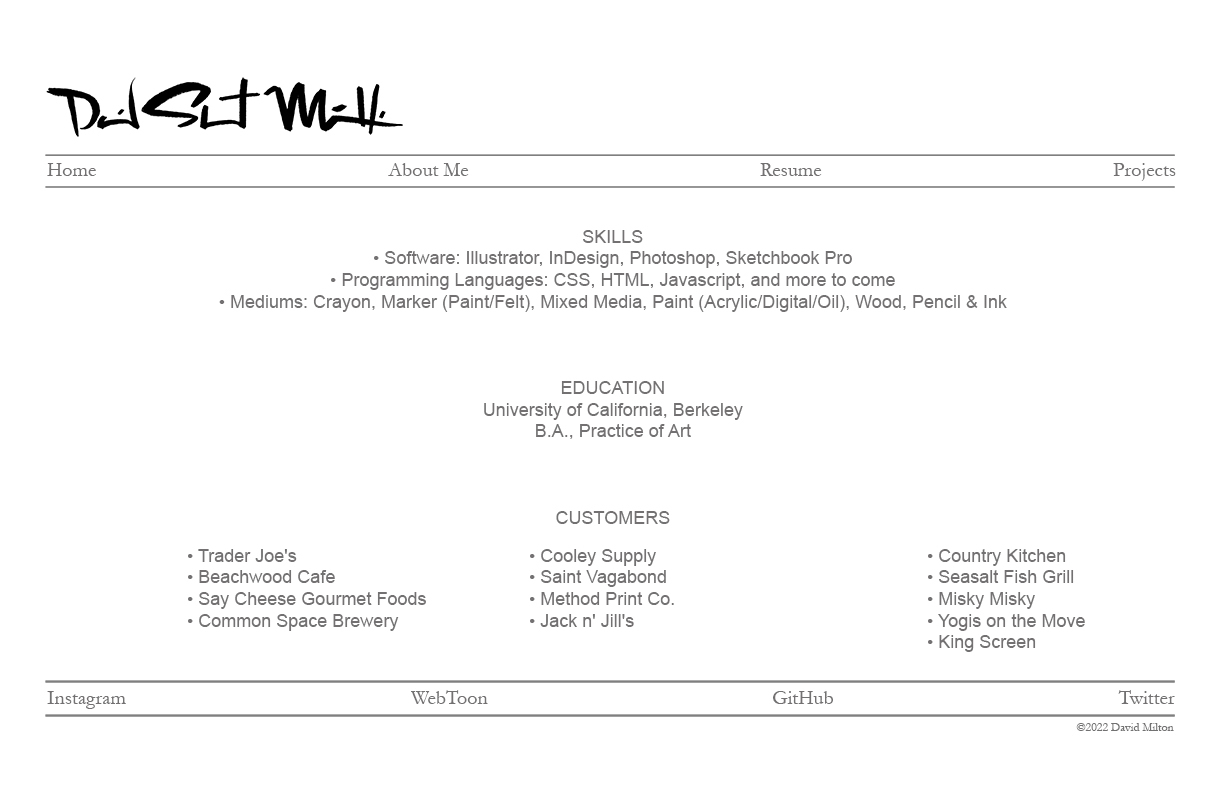 Home About Me Resume Projects
SKILLS
• Software: Illustrator, InDesign, Photoshop, Sketchbook Pro
• Programming Languages: CSS, HTML, Javascript, and more to come
• Mediums: Crayon, Marker (Paint/Felt), Mixed Media, Paint (Acrylic/Digital/Oil), Wood, Pencil & Ink
EDUCATION
University of California, Berkeley
B.A., Practice of Art
CUSTOMERS
• Trader Joe's
• Beachwood Cafe
• Say Cheese Gourmet Foods
• Common Space Brewery
• Cooley Supply
• Saint Vagabond
• Method Print Co.
• Jack n' Jill's
• Country Kitchen
• Seasalt Fish Grill
• Misky Misky
• Yogis on the Move
• King Screen
Instagram WebToon GitHub Twitter
©2022 David Milton